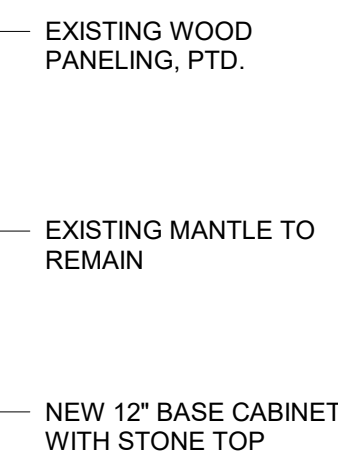 EXISTING WOOD
PANELING, PTD.
EXISTING MANTLE TO
REMAIN
NEW 12" BASE CABINET
WITH STONE TOP